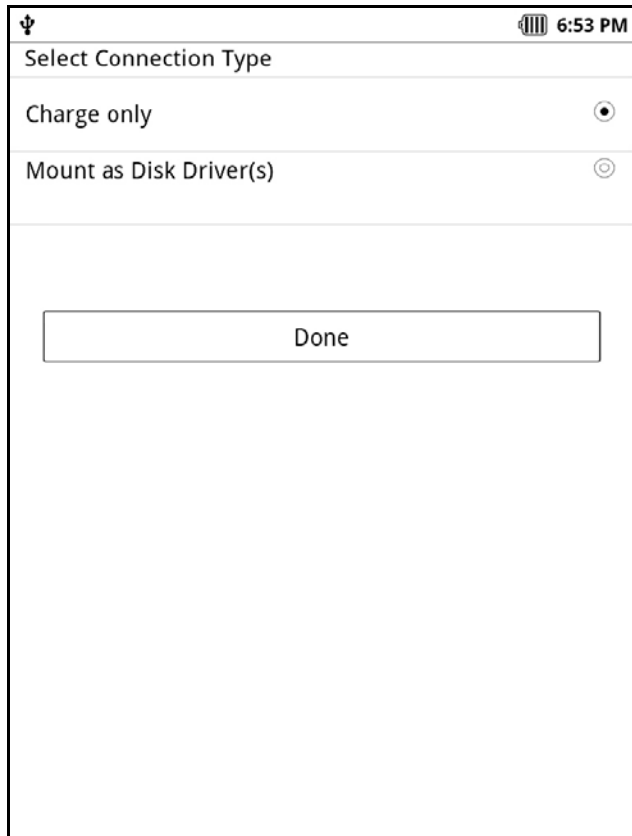 6:53 PM
Select Connection Type
Charge only
Mount as Disk Driver(s)
Done